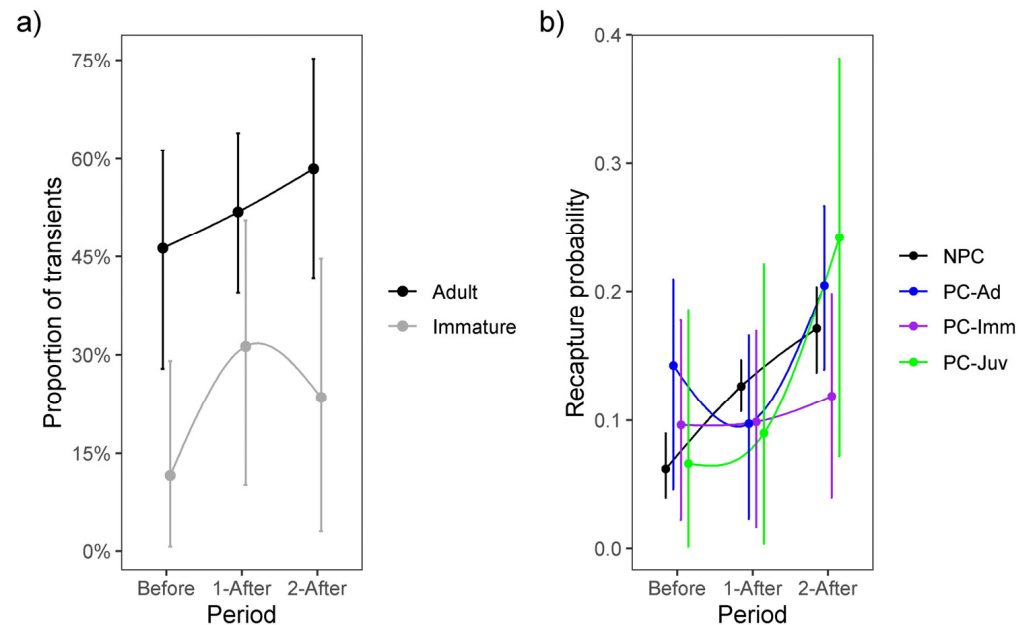 a)
Proportion of transients
75%
60%
45%
30%
15%
0%
Before 1-After 2-After
Period
Adult
Immature
b)
Recapture probability
0.4
0.3
0.2
0.1
0.0
Before 1-After 2-After
Period
NPC
PC-Ad
PC-Imm
PC-Juv